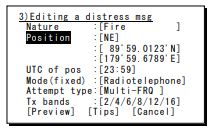 3)Editing a distress msg
Nature :[Fire ]
Position :[NE]
:[ 89°59.0123'N]
:[179°59.6789'E]
UTC of pos :[23:59]
Mode(fixed) :[Radiotelephone]
Attempt type:[Multi-FRQ ]
Tx bands :[2/4/6/8/12/16]
[Preview] [Tips] [Cancel]